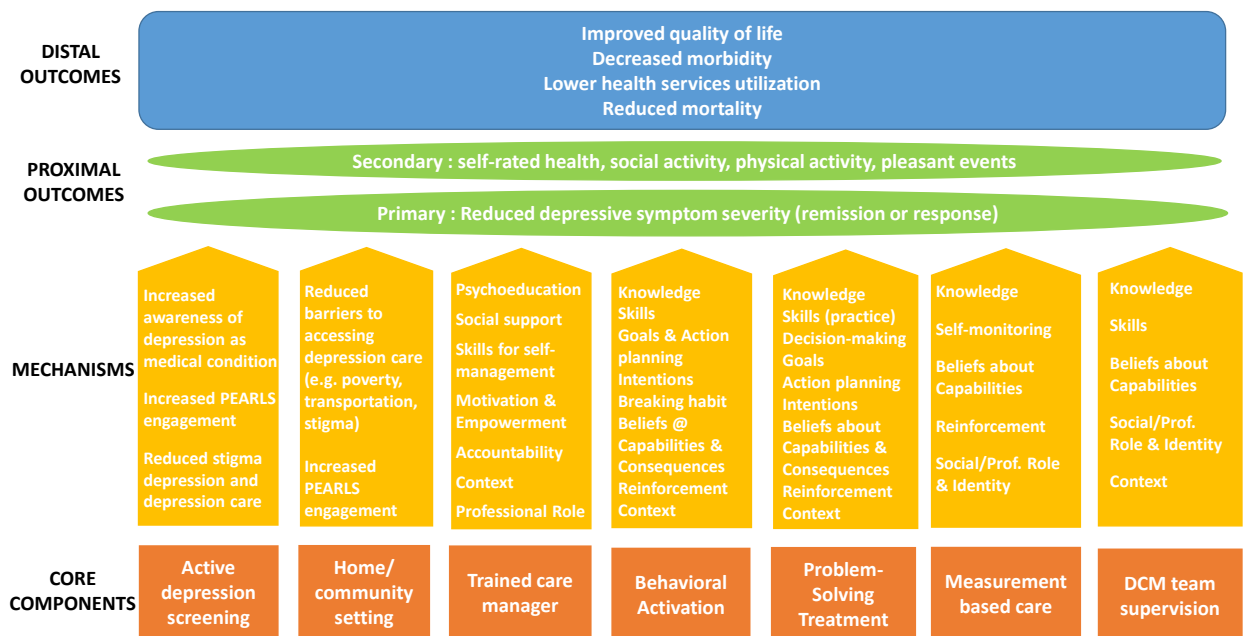 DISTAL
OUTCOMES
Improved quality of life
Decreased morbidity
Lower health services utilization
Reduced mortality
PROXIMAL
OUTCOMES
Secondary : self-rated health, social activity, physical activity, pleasant events
Primary : Reduced depressive symptom severity (remission or response)
MECHANISMS
Increased
awareness of
depression as
medical condition
Increased PEARLS
engagement
Reduced stigma
depression and
depression care
Reduced
barriers to
accessing
depression care
(e.g. poverty,
transportation,
stigma)
Increased
PEARLS
engagement
Psychoeducation
Social support
Skills for self-
management
Motivation &
Empowerment
Accountability
Context
Professional Role
Knowledge
Skills
Goals & Action
planning
Intentions
Breaking habit
Beliefs @
Capabilities &
Consequences
Reinforcement
Context
Knowledge
Skills (practice)
Decision-making
Goals
Action planning
Intentions
Beliefs about
Capabilities &
Consequences
Reinforcement
Context
Knowledge
Self-monitoring
Beliefs about
Capabilities
Reinforcement
Social/Prof. Role
& Identity
Knowledge
Skills
Beliefs about
Capabilities
Social/Prof.
Role & Identity
Context
CORE
COMPONENTS
Active
depression
screening
Home/
community
setting
Trained care
manager
Behavioral
Activation
Problem-
Solving
Treatment
Measurement
based care
DCM team
supervision